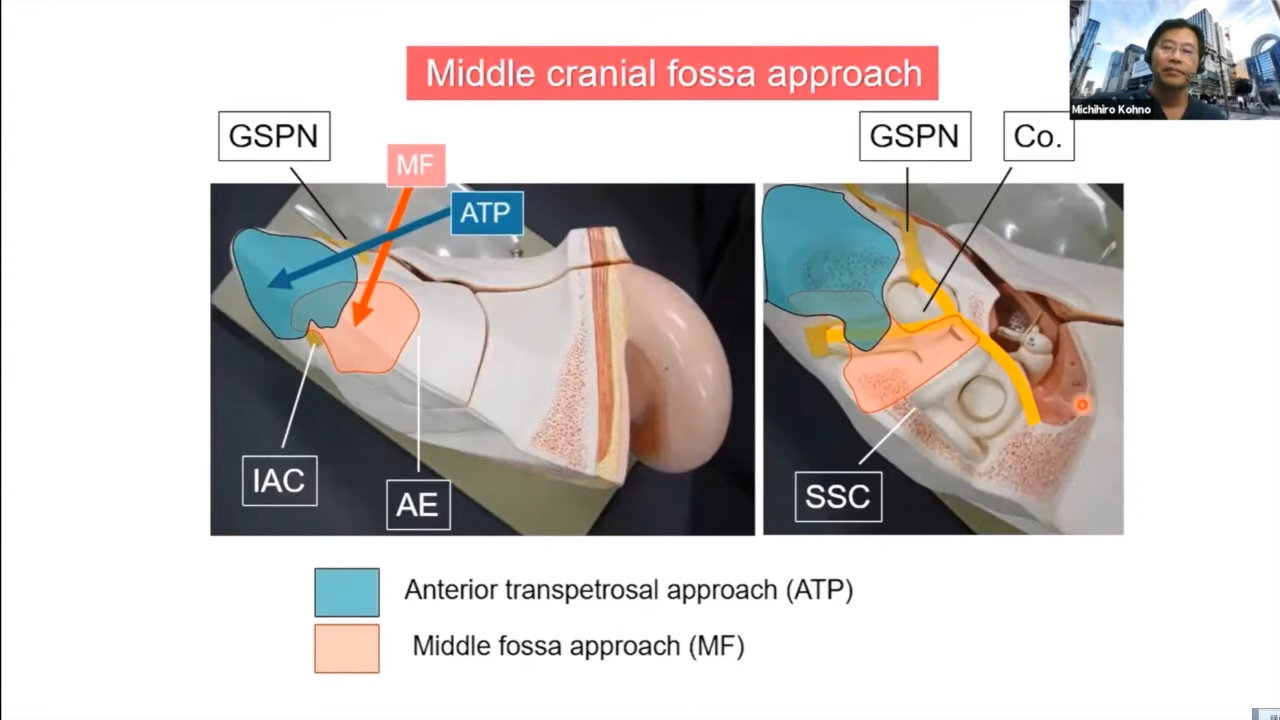 Middle cranial fossa approach
Michihiro Kohno
GSPN
MF
ATP
IAC
AE
GSPN
Co.
SSC
Anterior transpetrosal approach (ATP)
Middle fossa approach (MF)